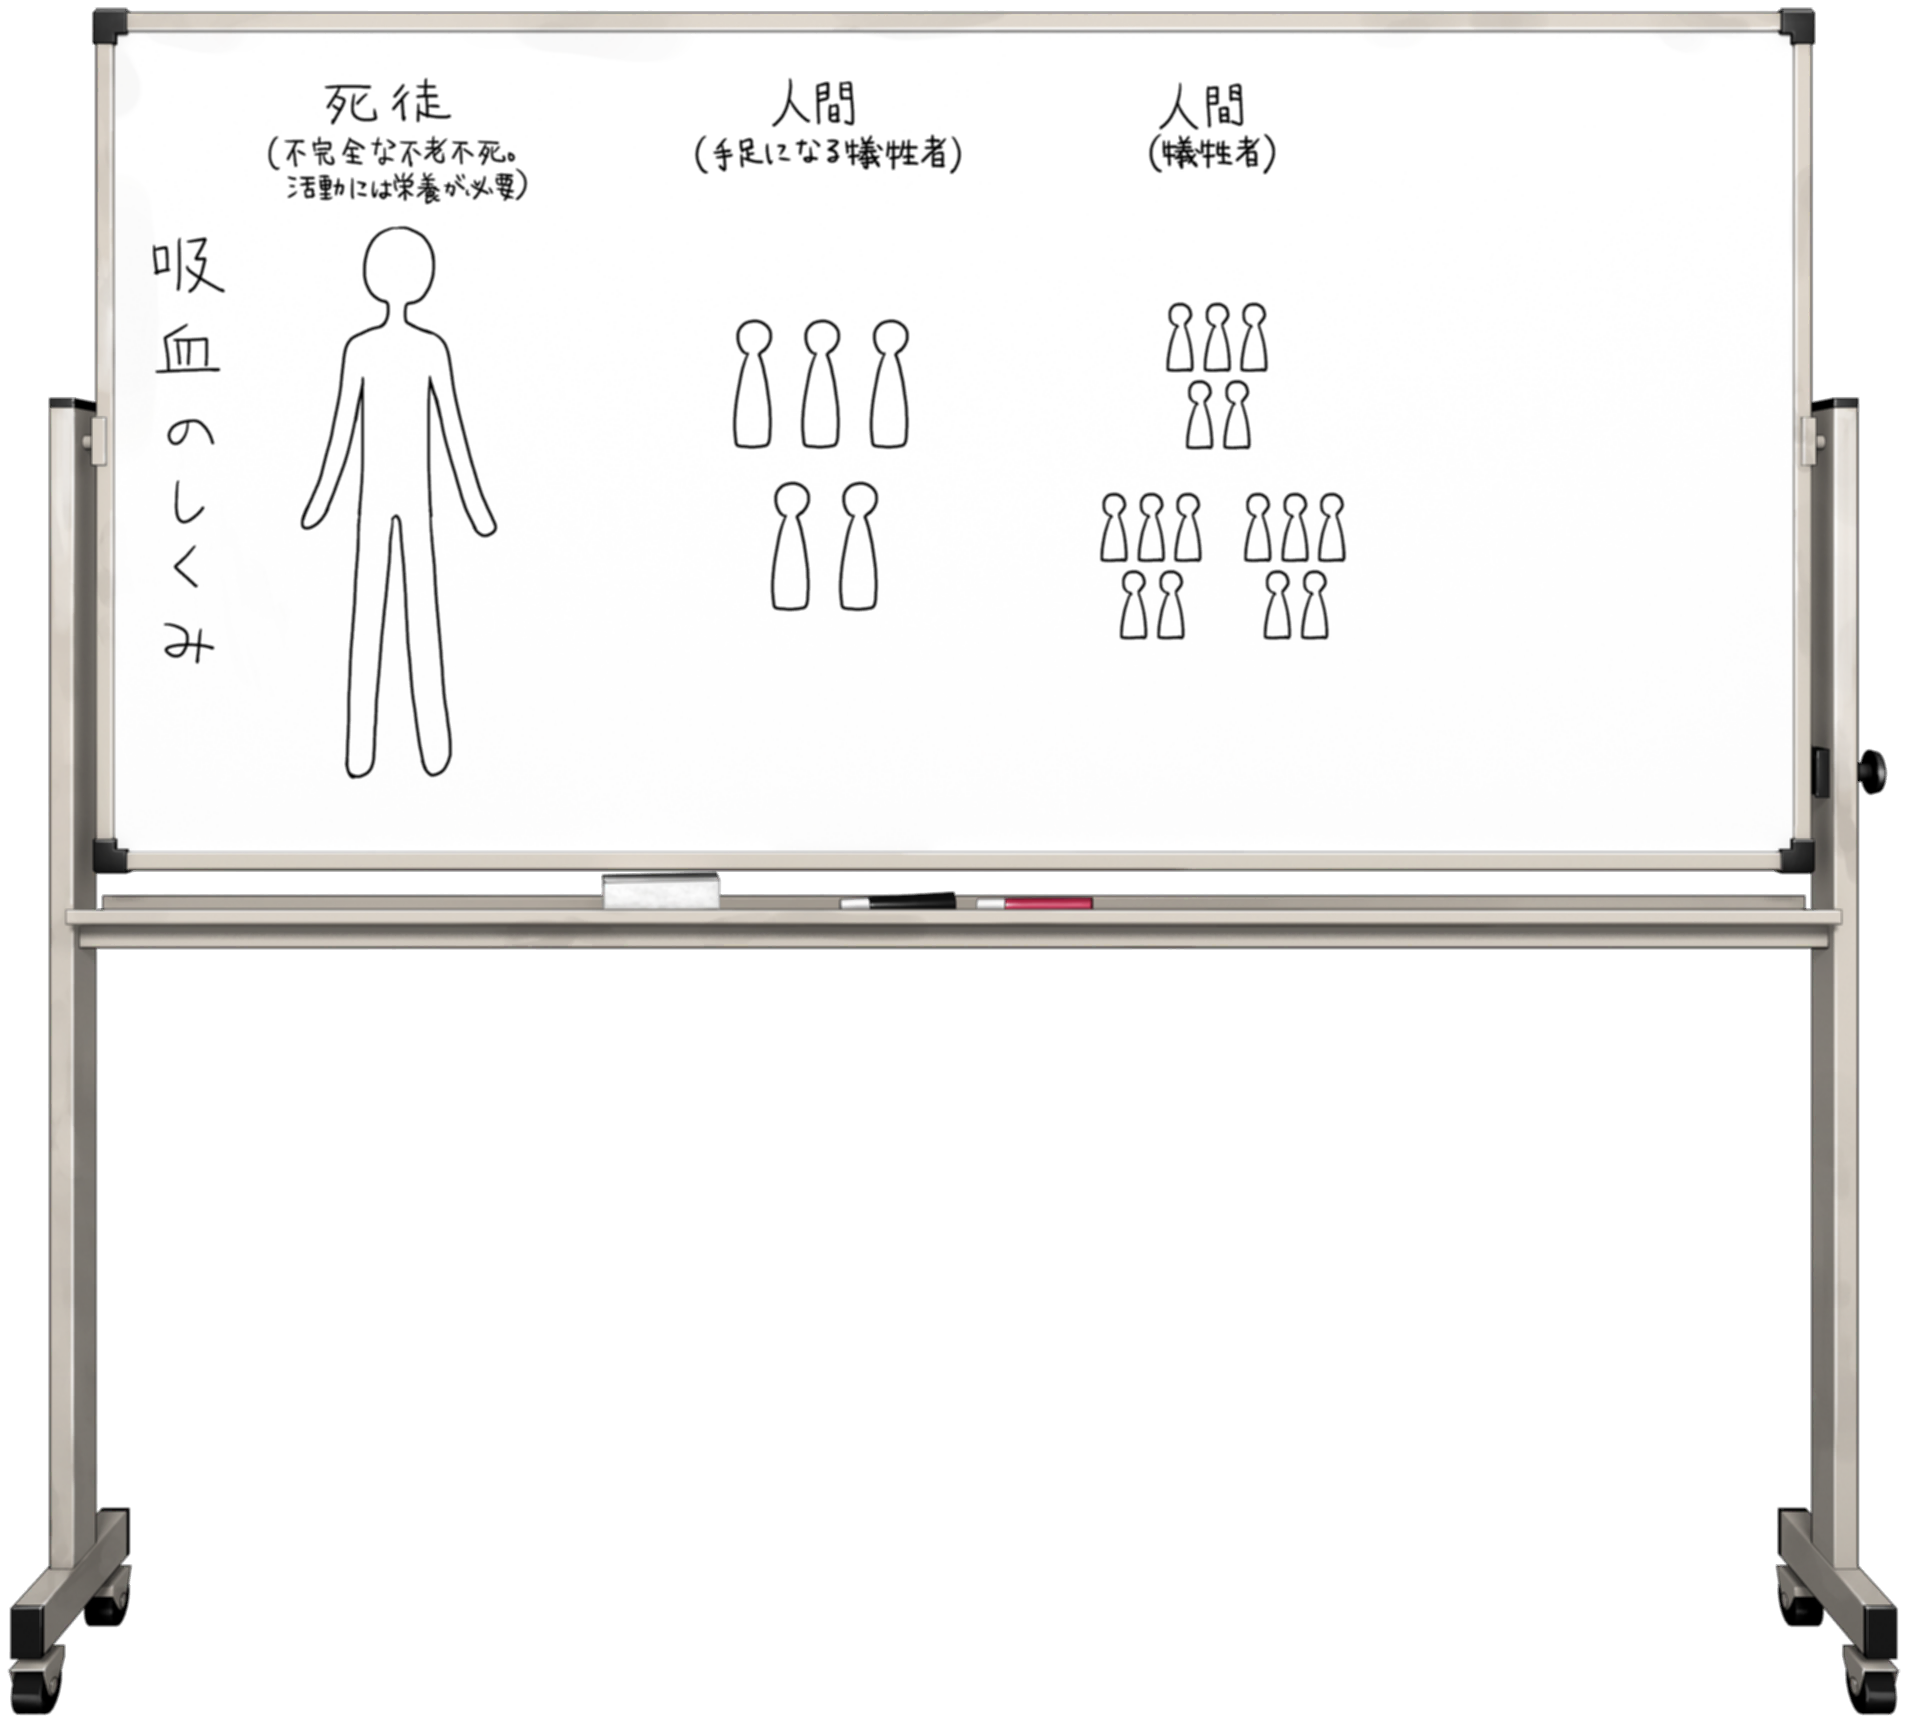 吸血のしくみ
死徒
(不完全な不老不死。
活動には栄養が必要)
人間
(手足になる犠牲者)
人間
(犠牲者)